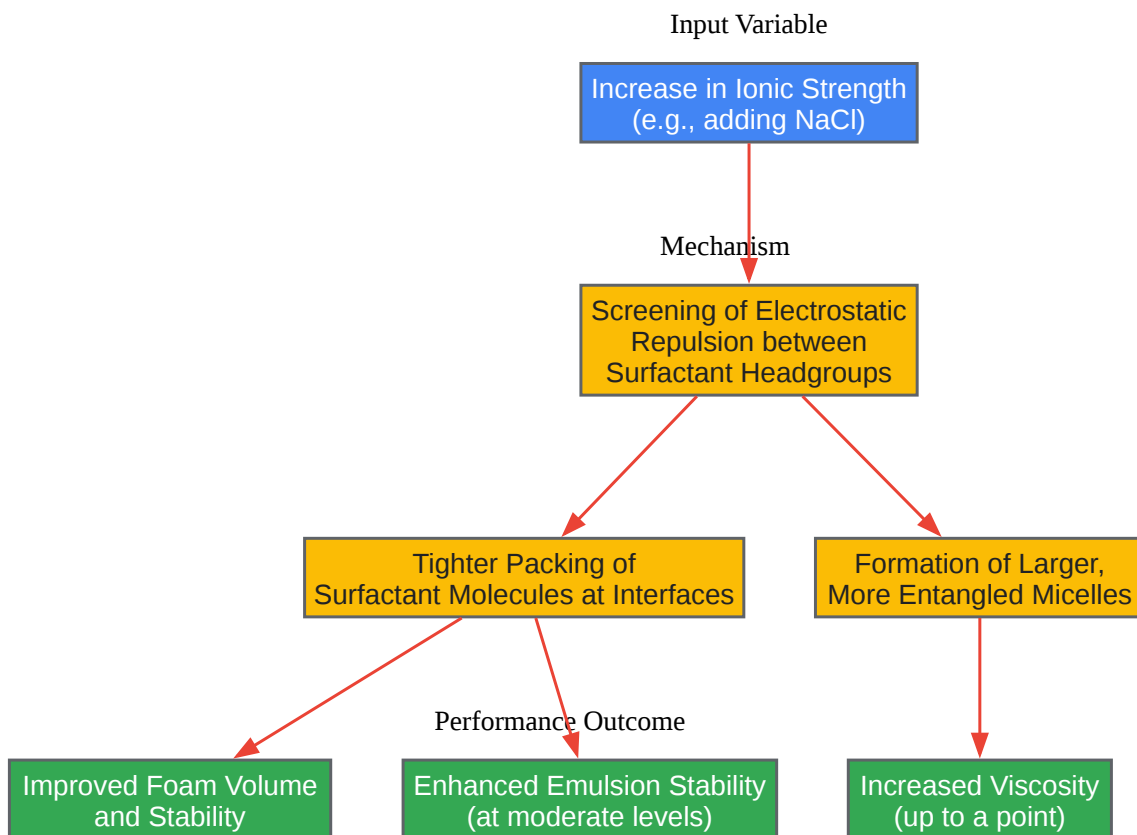 Input Variable
Increase in Ionic Strength
(e.g., adding NaCl)
Mechanism
Screening of Electrostatic
Repulsion between
Surfactant Headgroups
Tighter Packing of
Surfactant Molecules at Interfaces
Formation of Larger,
More Entangled Micelles
Performance Outcome
Improved Foam Volume
and Stability
Enhanced Emulsion Stability
(at moderate levels)
Increased Viscosity
(up to a point)